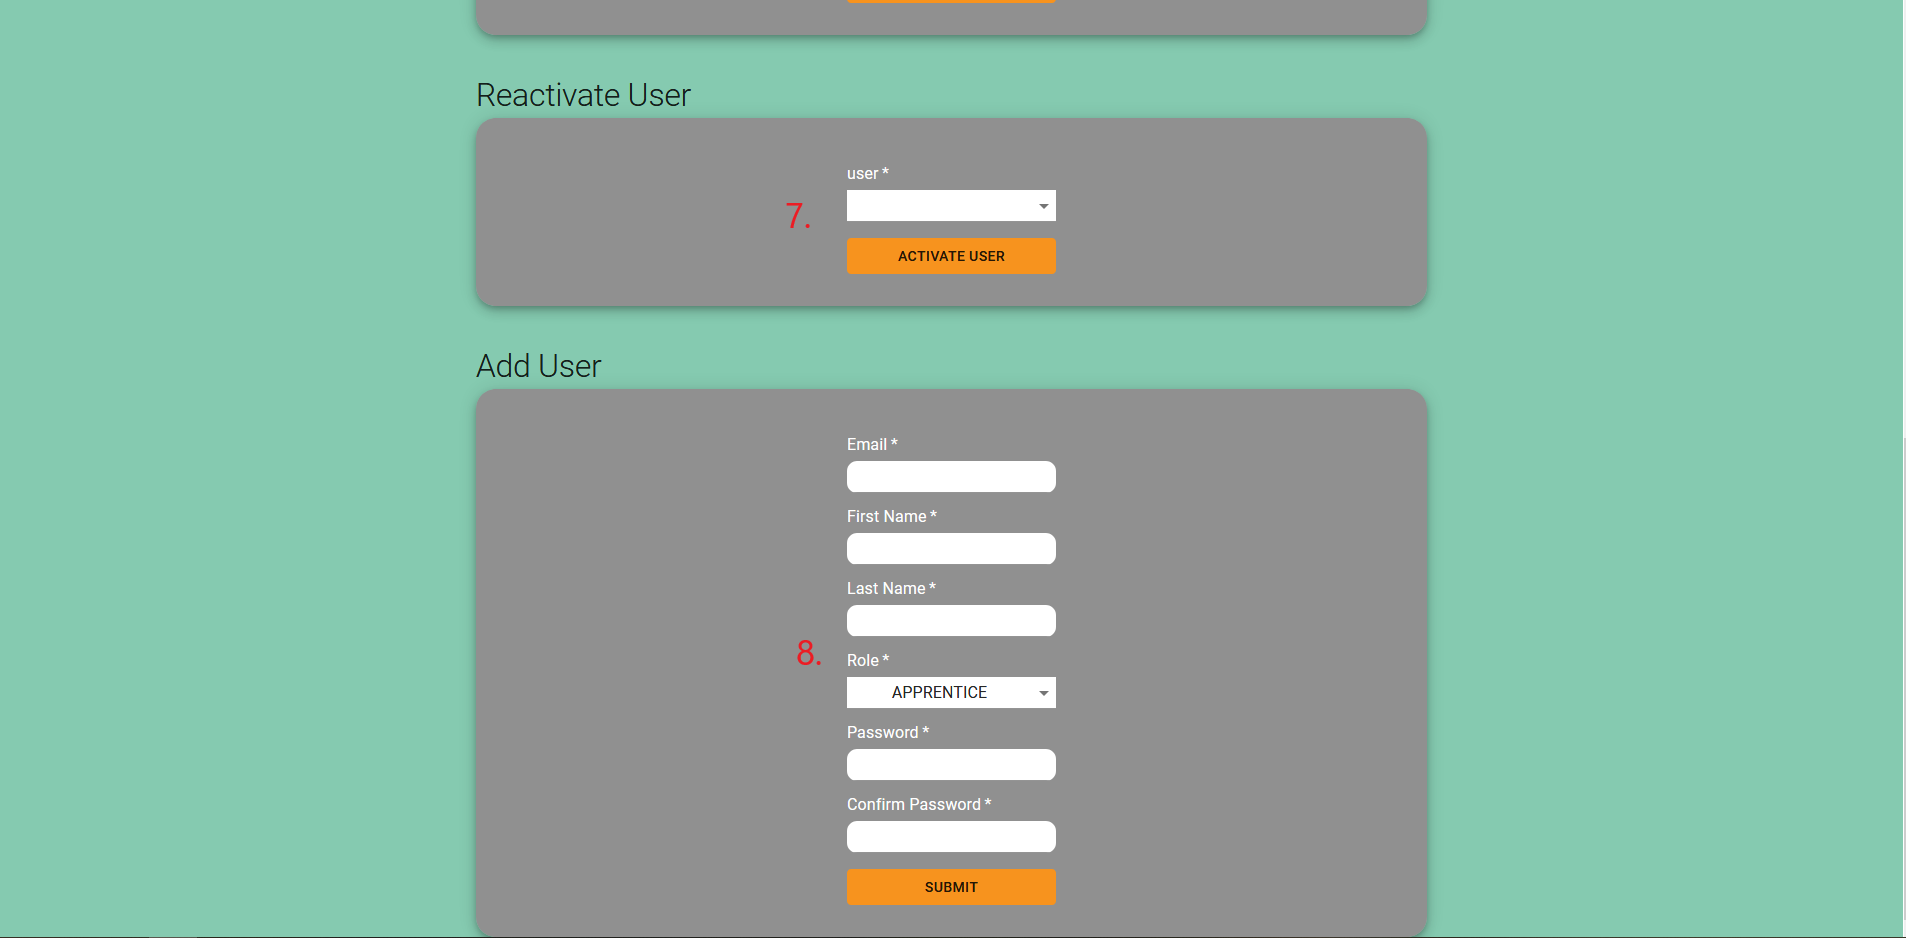 Reactivate User
user *
7.
ACTIVATE USER
Add User
Email *
First Name *
Last Name *
8.
Role *
APPRENTICE
Password *
Confirm Password *
SUBMIT